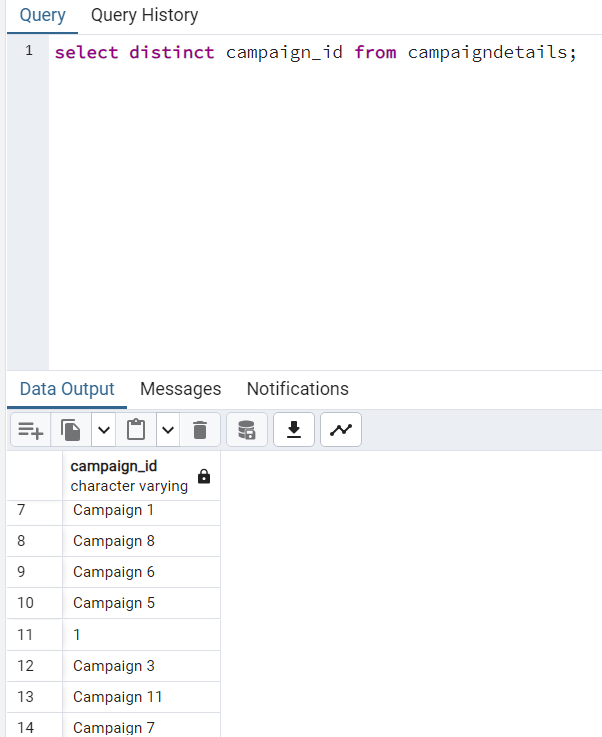 Query Query History
1 select distinct campaign_id from campaigndetails;
Data Output Messages Notifications
campaign_id
character varying
7 Campaign 1
8 Campaign 8
9 Campaign 6
10 Campaign 5
11 1
12 Campaign 3
13 Campaign 11
14 Campaign 7